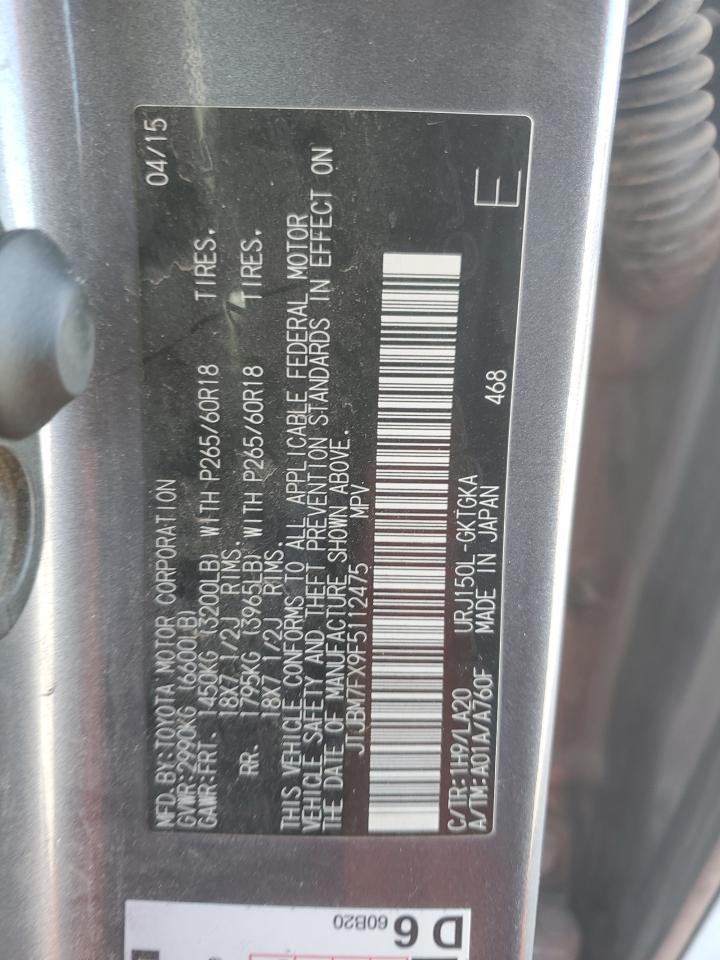 MFD.BY:TOYOTA MOTOR CORPORATION 04/15
GVWR:2990KG (6600LB)
GAWR:FRT. 1450KG (3200LB) WITH P265/60R18 TIRES.
18X7 1/2J RIMS.
RR. 1795KG (3965LB) WITH P265/60R18 TIRES.
18X7 1/2J RIMS.
THIS VEHICLE CONFORMS TO ALL APPLICABLE FEDERAL MOTOR
VEHICLE SAFETY AND THEFT PREVENTION STANDARDS IN EFFECT ON
THE DATE OF MANUFACTURE SHOWN ABOVE.
JTJBM7FX9F5112475 MPV
C/TR:1H9/LA20 URJ150L-GKTGKA 468
A/TM:A01A/A760F MADE IN JAPAN E
60B20
D 6